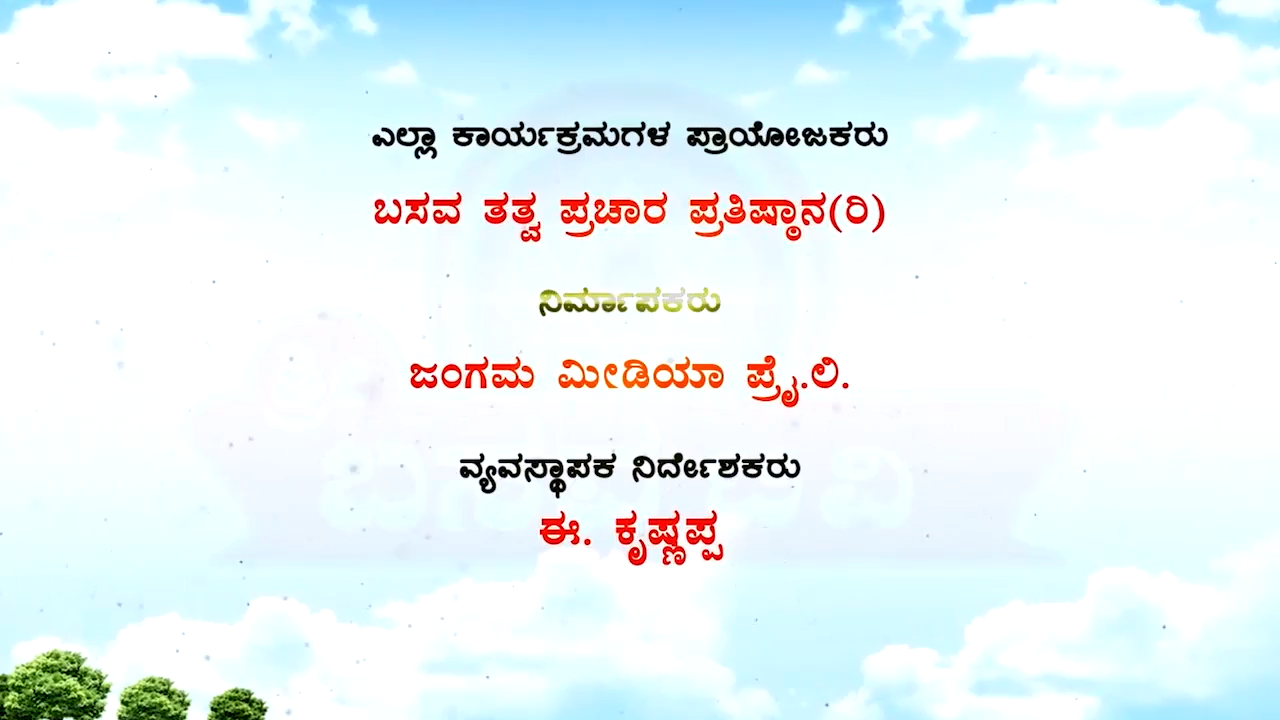 ಎಲ್ಲಾ ಕಾರ್ಯಕ್ರಮಗಳ ಪ್ರಾಯೋಜಕರು
ಬಸವ ತತ್ವ ಪ್ರಚಾರ ಪ್ರತಿಷ್ಠಾನ(ರಿ)
ನಿರ್ಮಾಪಕರು
ಜಂಗಮ ಮೀಡಿಯಾ ಪ್ರೈ.ಲಿ.
ವ್ಯವಸ್ಥಾಪಕ ನಿರ್ದೇಶಕರು
ಈ. ಕೃಷ್ಣಪ್ಪ